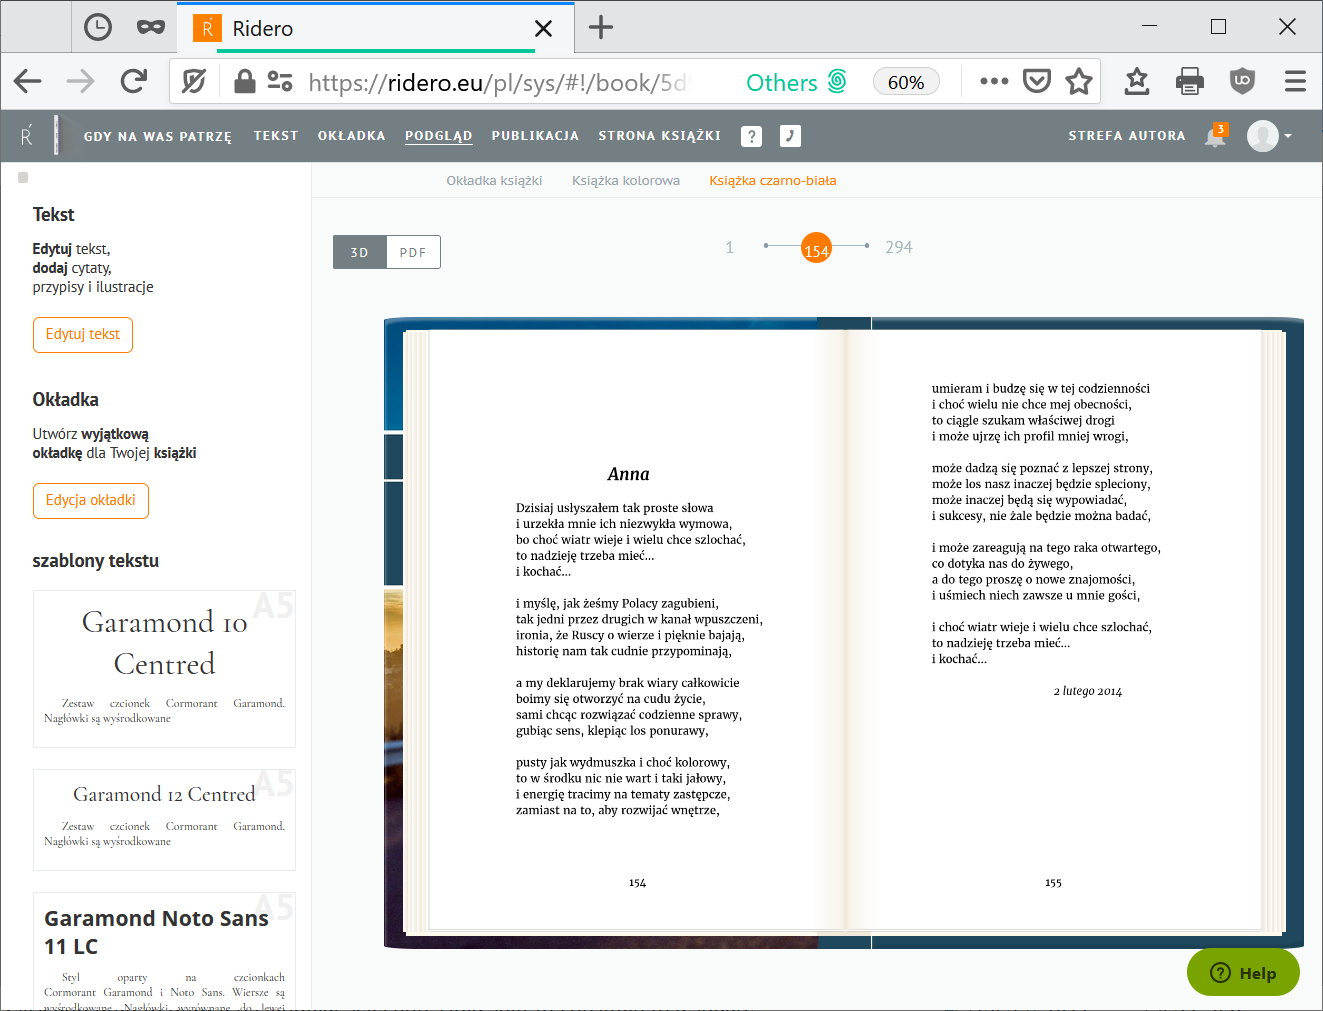 Ridero
https://ridero.eu/pl/sys/#!/book/5d9
Others
60%
GDY NA WAS PATRZĘ
TEKST
OKŁADKA
PODGLĄD
PUBLIKACJA
STRONA KSIĄŻKI
?
STREFA AUTORA
3
Okładka książki
Książka kolorowa
Książka czarno-biała
Tekst
Edytuj tekst,
dodaj cytaty,
przypisy i ilustracje
Edytuj tekst
Okładka
Utwórz wyjątkową
okładkę dla Twojej książki
Edycja okładki
szablony tekstu
A5
Garamond 10
Centred
Zestaw czcionek Cormorant Garamond.
Nagłówki są wyśrodkowane
A5
Garamond 12 Centred
Zestaw czcionek Cormorant Garamond.
Nagłówki są wyśrodkowane
A5
Garamond Noto Sans
11 LC
Styl oparty na czcionkach
Cormorant Garamond i Noto Sans. Wiersze są
wyśrodkowane. Nagłówki wyrównane do lewej
3D
PDF
1
154
294
Anna
Dzisiaj usłyszałem tak proste słowa
i urzekła mnie ich niezwykła wymowa,
bo choć wiatr wieje i wielu chce szlochać,
to nadzieję trzeba mieć...
i kochać...
i myślę, jak żeśmy Polacy zagubieni,
tak jedni przez drugich w kanał wpuszczeni,
ironia, że Ruscy o wierze i pięknie bajają,
historię nam tak cudnie przypominają,
a my deklarujemy brak wiary całkowicie
boimy się otworzyć na cudu życie,
sami chcąc rozwiązać codzienne sprawy,
gubiąc sens, klepiąc los ponurawy,
pusty jak wydmuszka i choć kolorowy,
to w środku nic nie wart i taki jałowy,
i energię tracimy na tematy zastępcze,
zamiast na to, aby rozwijać wnętrze,
154
umieram i budzę się w tej codzienności
i choć wielu nie chce mej obecności,
to ciągle szukam właściwej drogi
i może ujrzę ich profil mniej wrogi,
może dadzą się poznać z lepszej strony,
może los nasz inaczej będzie spleciony,
może inaczej będą się wypowiadać,
i sukcesy, nie żale będzie można badać,
i może zareagują na tego raka otwartego,
co dotyka nas do żywego,
a do tego proszę o nowe znajomości,
i uśmiech niech zawsze u mnie gości,
i choć wiatr wieje i wielu chce szlochać,
to nadzieję trzeba mieć...
i kochać...
2 lutego 2014
155
Help